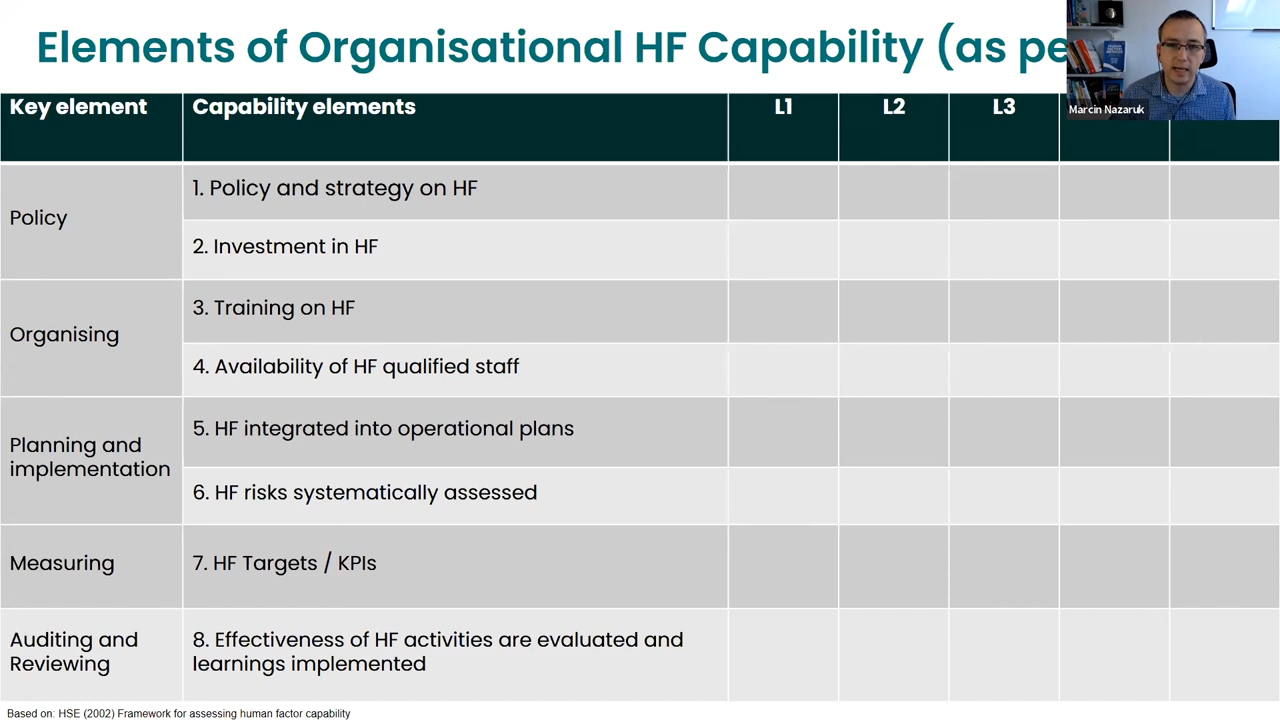 Elements of Organisational HF Capability (as pe
Marcin Nazaruk
Key element Capability elements L1 L2 L3
Policy
1. Policy and strategy on HF
2. Investment in HF
Organising
3. Training on HF
4. Availability of HF qualified staff
Planning and
implementation
5. HF integrated into operational plans
6. HF risks systematically assessed
Measuring
7. HF Targets / KPIs
Auditing and
Reviewing
8. Effectiveness of HF activities are evaluated and
learnings implemented
Based on: HSE (2002) Framework for assessing human factor capability